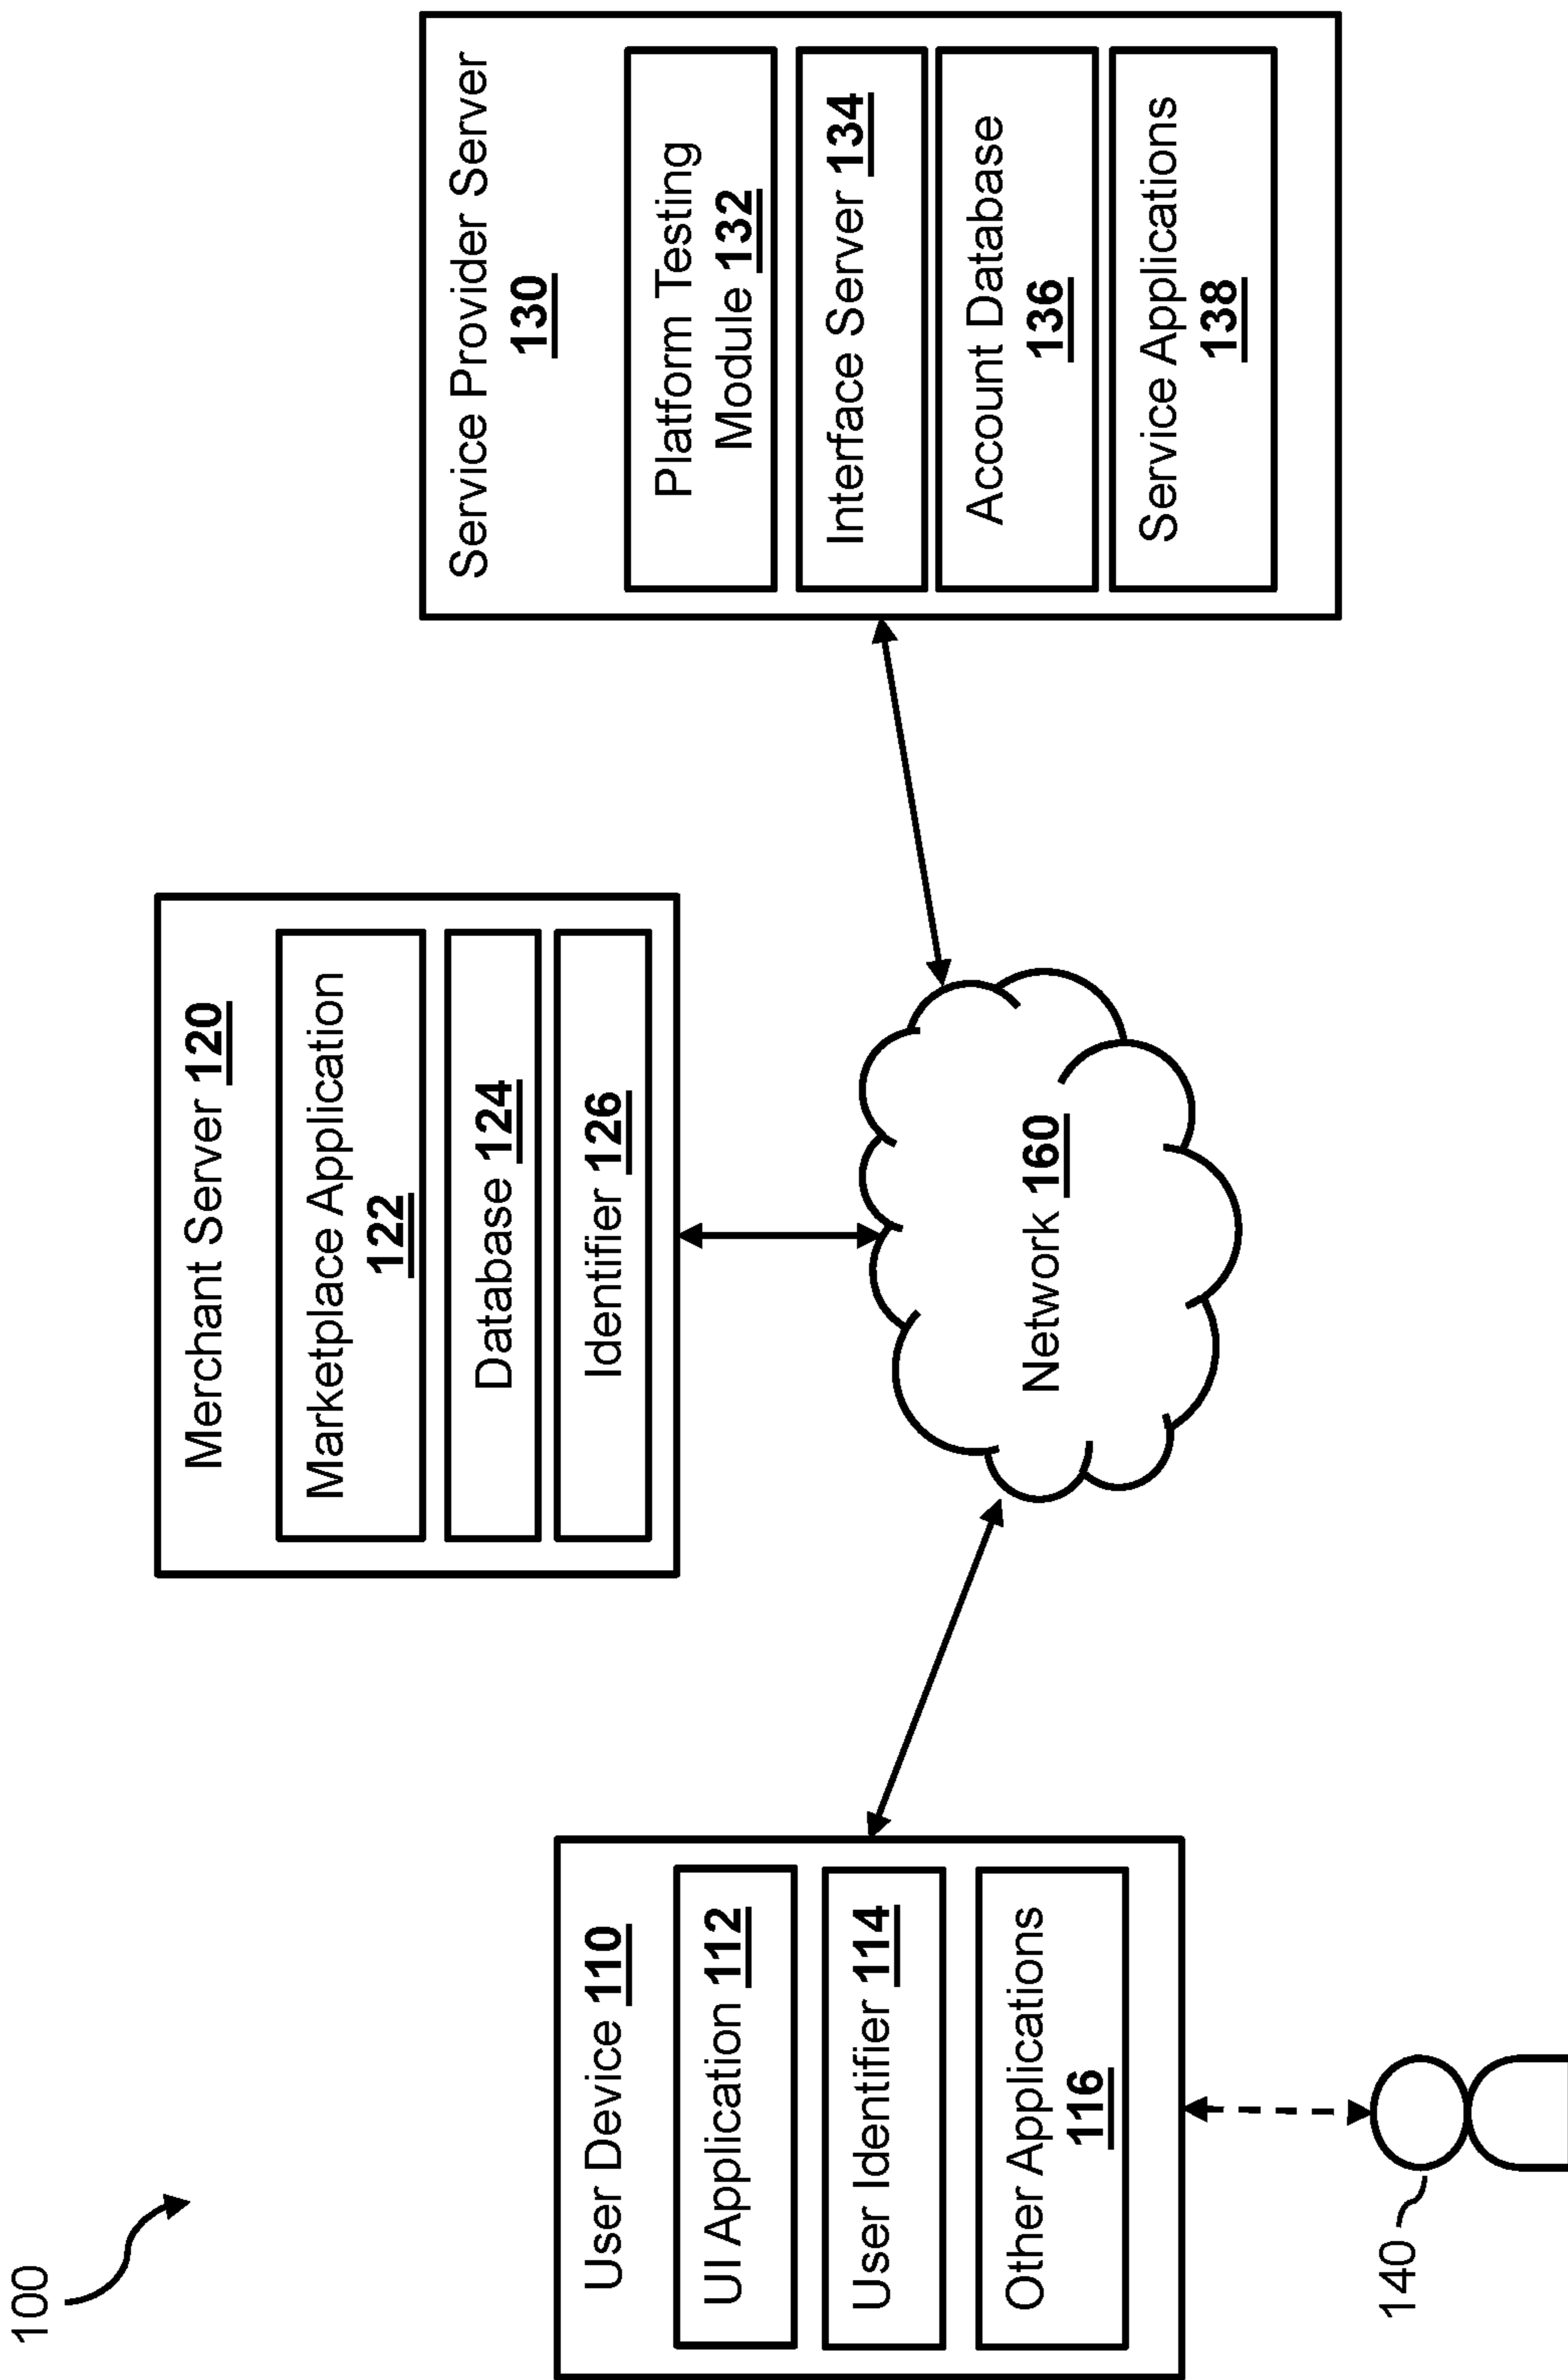 100
Merchant Server 120
Marketplace Application
122
Database 124
Identifier 126
User Device 110
UI Application 112
User Identifier 114
Other Applications
116
140
Network 160
Service Provider Server
130
Platform Testing
Module 132
Interface Server 134
Account Database
136
Service Applications
138